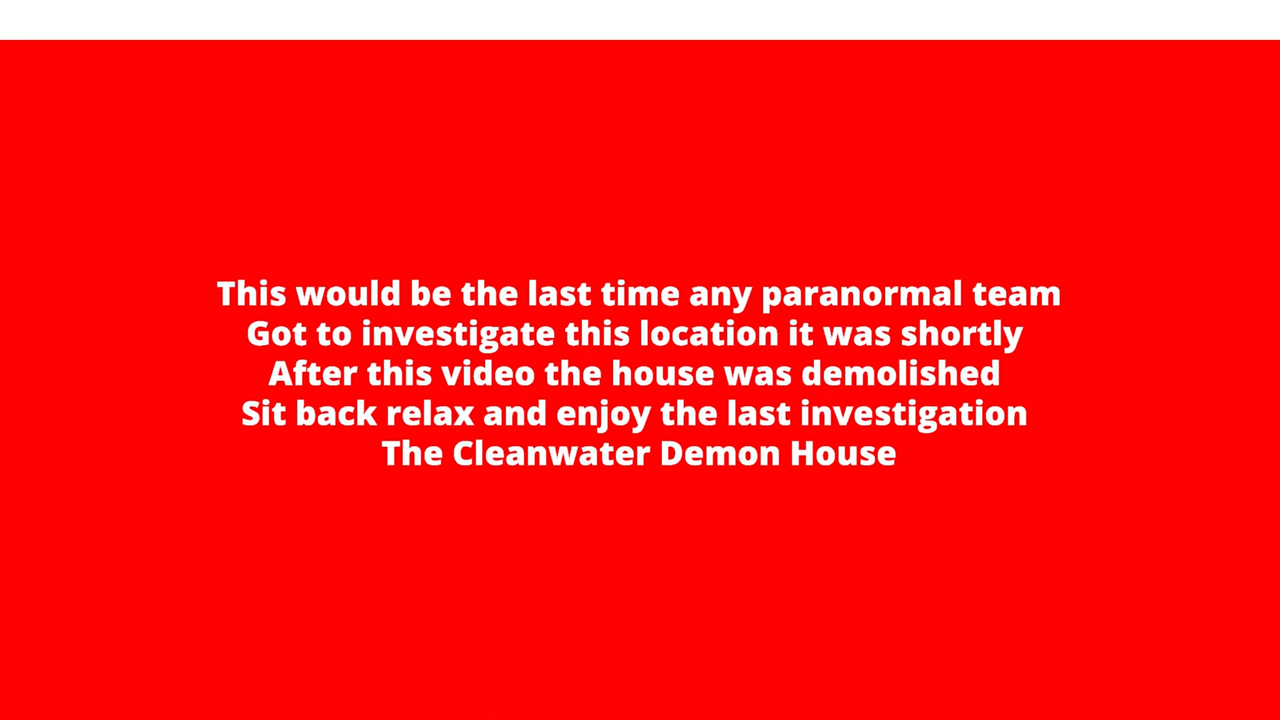 This would be the last time any paranormal team
Got to investigate this location it was shortly
After this video the house was demolished
Sit back relax and enjoy the last investigation
The Cleanwater Demon House